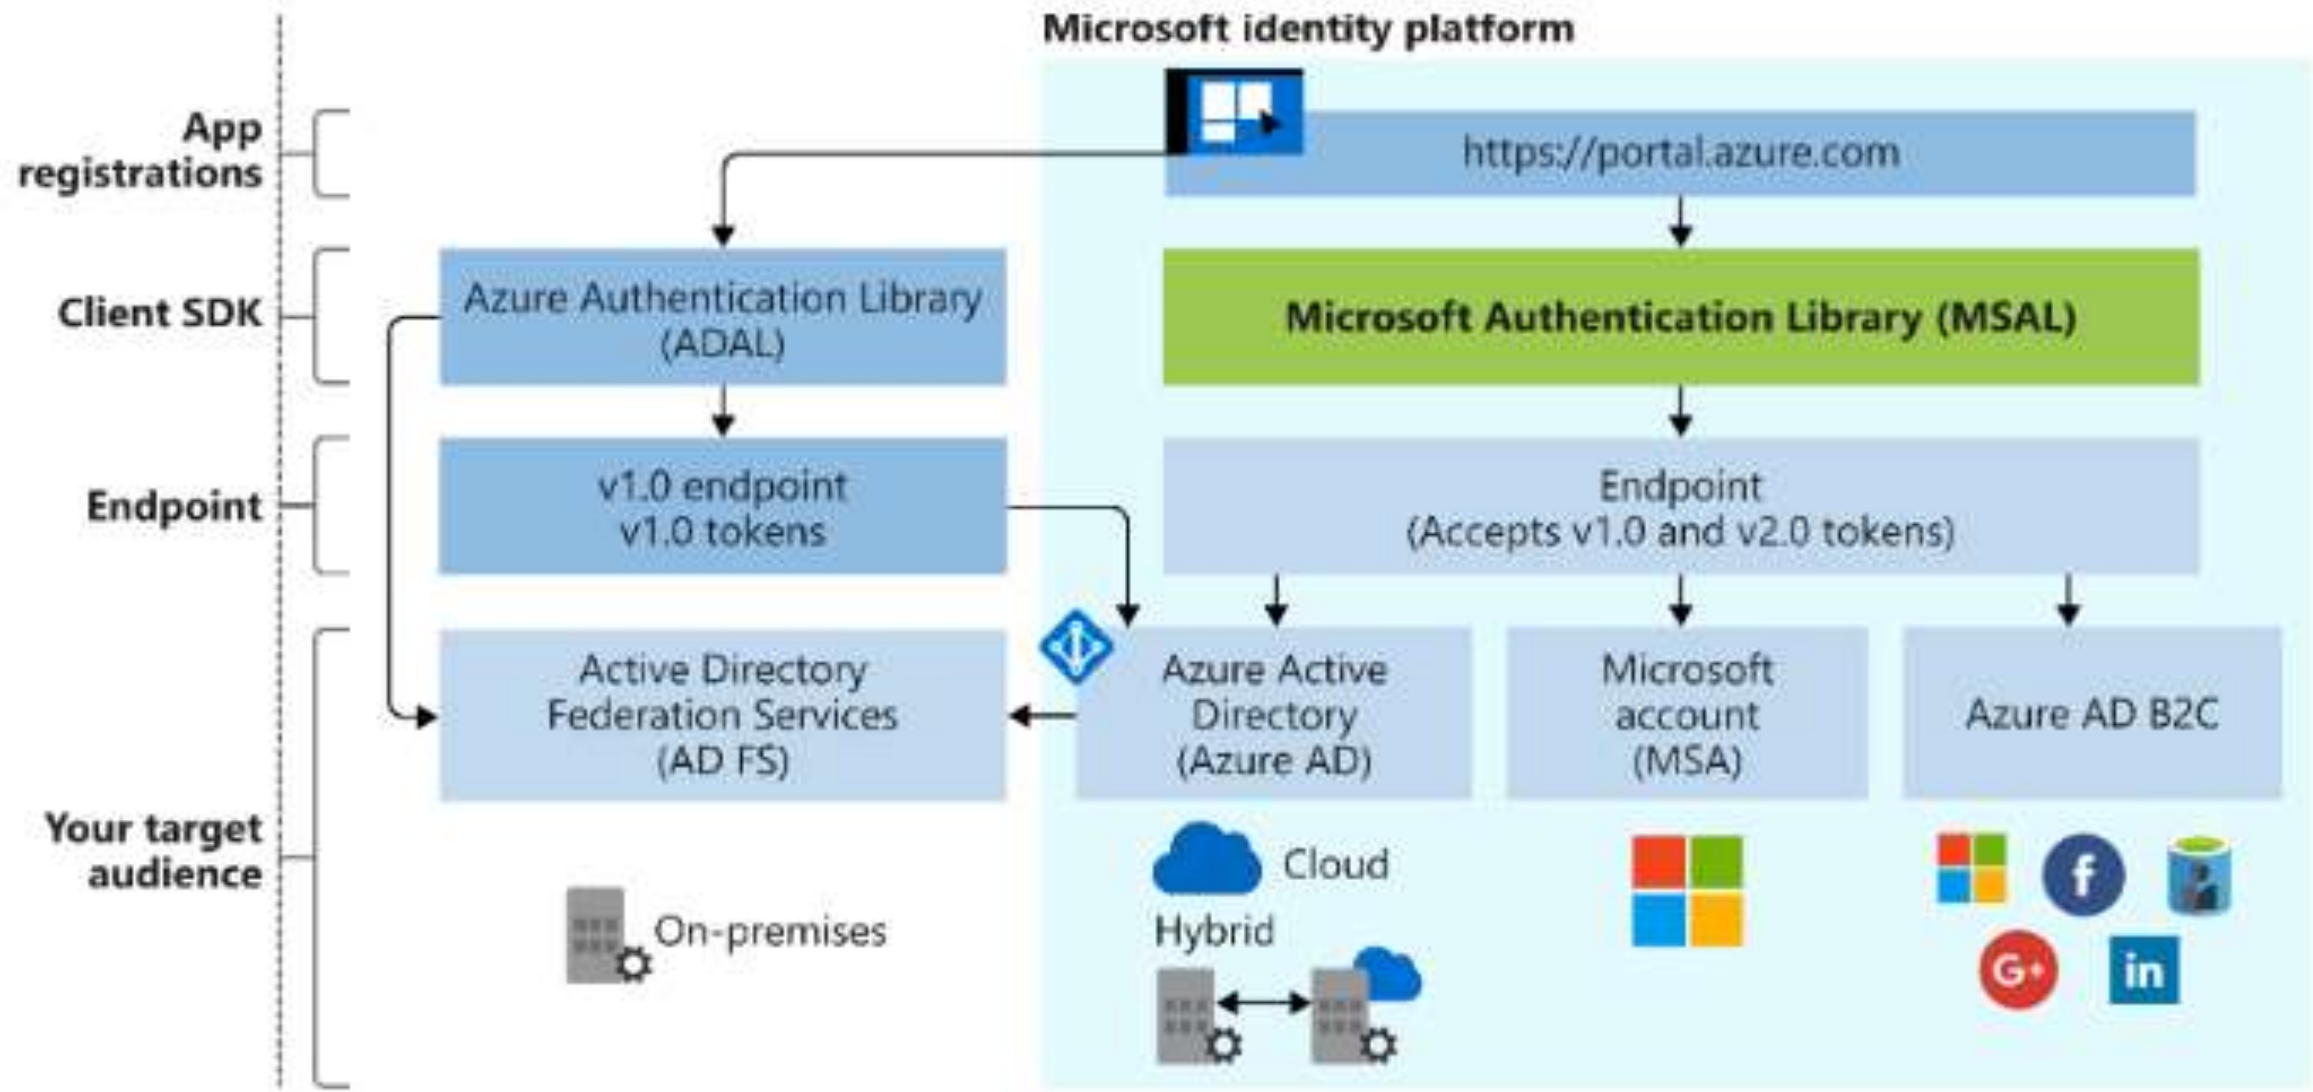 Microsoft identity platform
App
registrations
https://portal.azure.com
Client SDK
Azure Authentication Library
(ADAL)
Microsoft Authentication Library (MSAL)
Endpoint
v1.0 endpoint
v1.0 tokens
Endpoint
(Accepts v1.0 and v2.0 tokens)
Your target
audience
Active Directory
Federation Services
(AD FS)
Azure Active
Directory
(Azure AD)
Microsoft
account
(MSA)
Azure AD B2C
On-premises
Cloud
Hybrid
f
G+
in